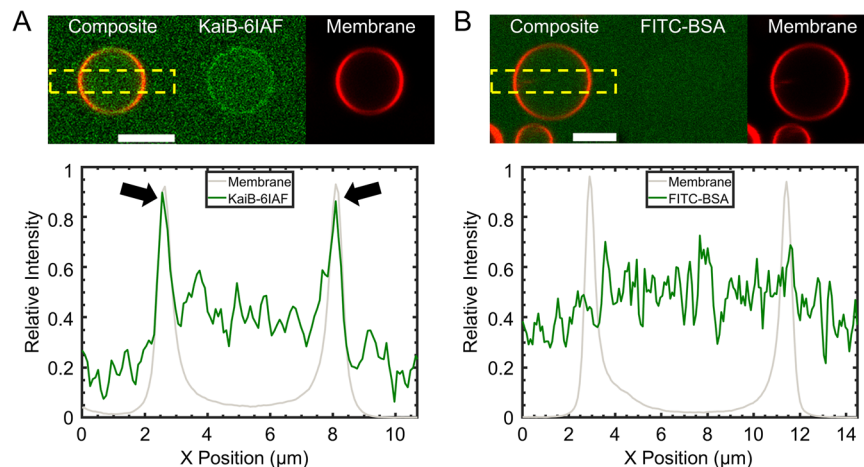 A
Composite
KaiB-6IAF
Membrane
1
0.8
0.6
0.4
0.2
0
Relative Intensity
Membrane
KaiB-6IAF
0
2
4
6
8
10
X Position (μm)
B
Composite
FITC-BSA
Membrane
1
0.8
0.6
0.4
0.2
0
Relative Intensity
Membrane
FITC-BSA
0
2
4
6
8
10
12
14
X Position (μm)